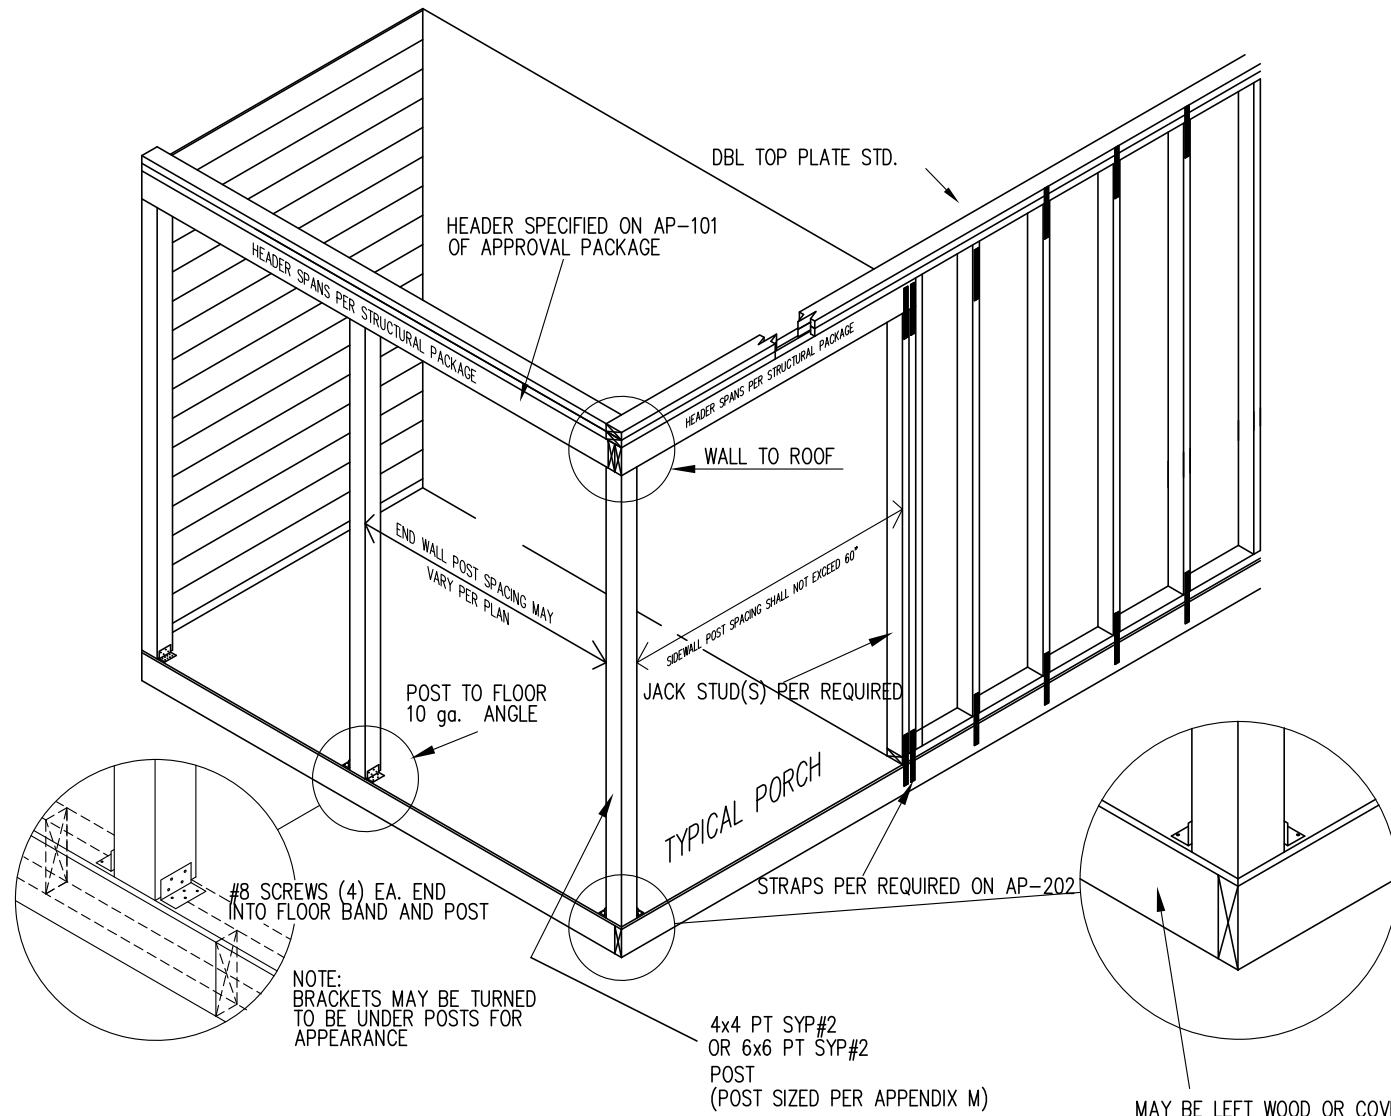 DBL TOP PLATE STD.
HEADER SPECIFIED ON AP-101
OF APPROVAL PACKAGE
HEADER SPANS PER STRUCTURAL PACKAGE
HEADER SPANS PER STRUCTURAL PACKAGE
WALL TO ROOF
END WALL POST SPACING MAY
VARY PER PLAN
SIDEWALL POST SPACING SHALL NOT EXCEED 60"
JACK STUD(S) PER REQUIRED
POST TO FLOOR
10 ga. ANGLE
TYPICAL PORCH
STRAPS PER REQUIRED ON AP-202
#8 SCREWS (4) EA. END
INTO FLOOR BAND AND POST
NOTE:
BRACKETS MAY BE TURNED
TO BE UNDER POSTS FOR
APPEARANCE
4x4 PT SYP#2
OR 6x6 PT SYP#2
POST
(POST SIZED PER APPENDIX M)
MAY BE LEFT WOOD OR